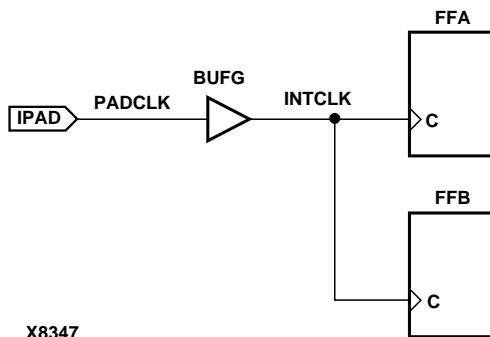 FFA
BUFG
PADCLK
INTCLK
IPAD
C
FFB
C
X8347